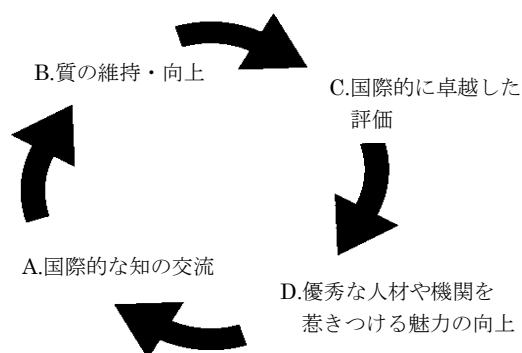 B.質の維持・向上
C.国際的に卓越した
評価
A.国際的な知の交流
D.優秀な人材や機関を
惹きつける魅力の向上